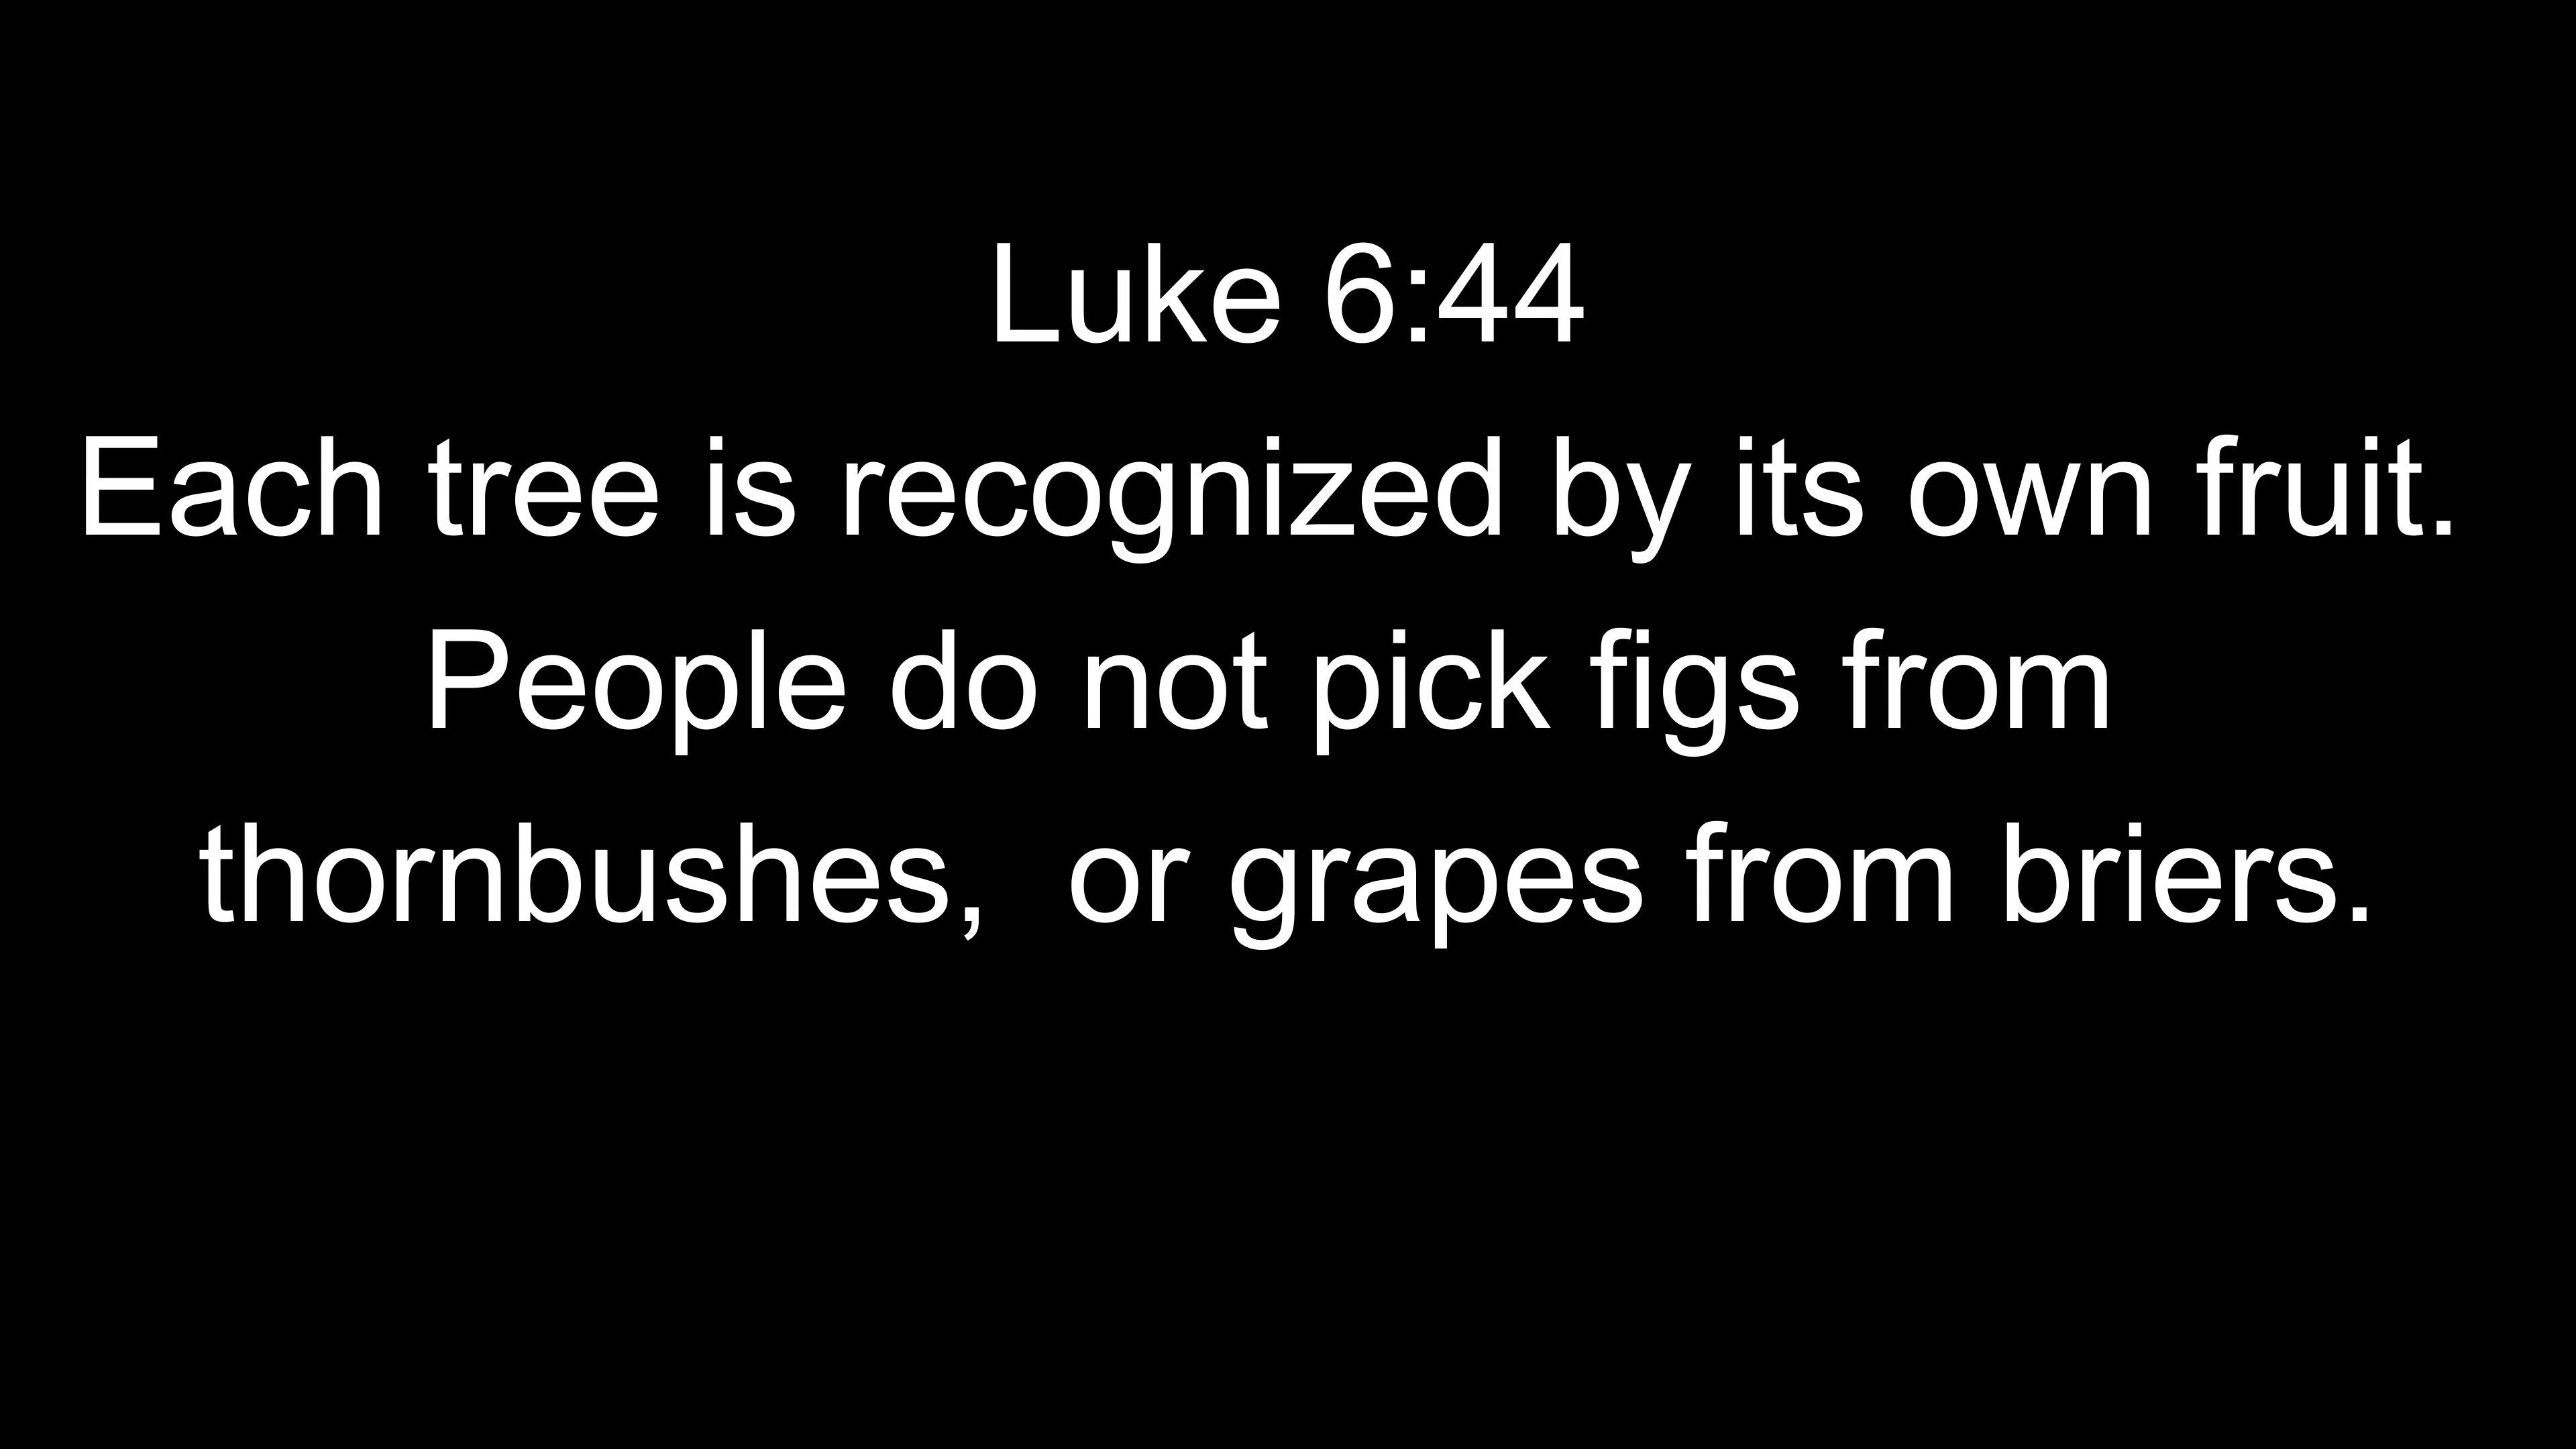 Luke 6:44
Each tree is recognized by its own fruit.
People do not pick figs from
thornbushes,  or grapes from briers.